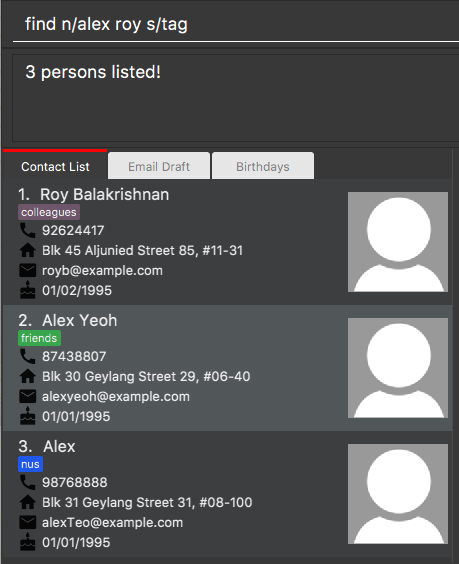 find n/alex roy s/tag
3 persons listed!
Contact List Email Draft Birthdays
1. Roy Balakrishnan
colleagues
92624417
Blk 45 Aljunied Street 85, #11-31
royb@example.com
01/02/1995
2. Alex Yeoh
friends
87438807
Blk 30 Geylang Street 29, #06-40
alexyeoh@example.com
01/01/1995
3. Alex
nus
98768888
Blk 31 Geylang Street 31, #08-100
alexTeo@example.com
01/01/1995